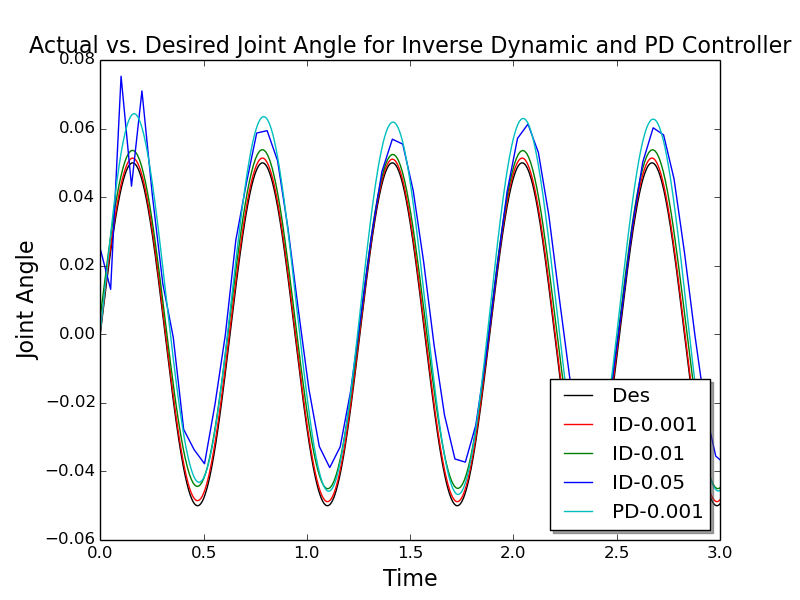 Actual vs. Desired Joint Angle for Inverse Dynamic and PD Controller
0.08
0.06
0.04
0.02
0.00
−0.02
−0.04
−0.06
Joint Angle
0.0 0.5 1.0 1.5 2.0 2.5 3.0
Time
Des
ID-0.001
ID-0.01
ID-0.05
PD-0.001